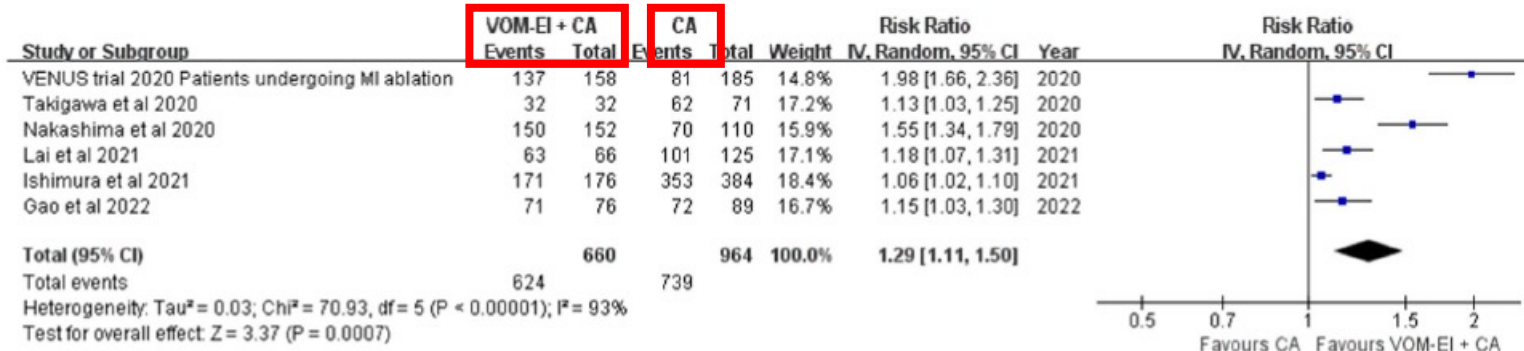 VOM-EI + CA CA Risk Ratio Risk Ratio
Study or Subgroup Events Total Events Total Weight IV, Random, 95% CI Year IV, Random, 95% CI
VENUS trial 2020 Patients undergoing MI ablation 137 158 81 185 14.8% 1.98 [1.66, 2.36] 2020
Takigawa et al 2020 32 32 62 71 17.2% 1.13 [1.03, 1.25] 2020
Nakashima et al 2020 150 152 70 110 15.9% 1.55 [1.34, 1.79] 2020
Lai et al 2021 63 66 101 125 17.1% 1.18 [1.07, 1.31] 2021
Ishimura et al 2021 171 176 353 384 18.4% 1.06 [1.02, 1.10] 2021
Gao et al 2022 71 76 72 89 16.7% 1.15 [1.03, 1.30] 2022
Total (95% CI) 660 964 100.0% 1.29 [1.11, 1.50]
Total events 624 739
Heterogeneity: Tau² = 0.03; Chi² = 70.93, df = 5 (P < 0.00001); I² = 93%
Test for overall effect: Z = 3.37 (P = 0.0007)
0.5 0.7 1 1.5 2
Favours CA Favours VOM-EI + CA